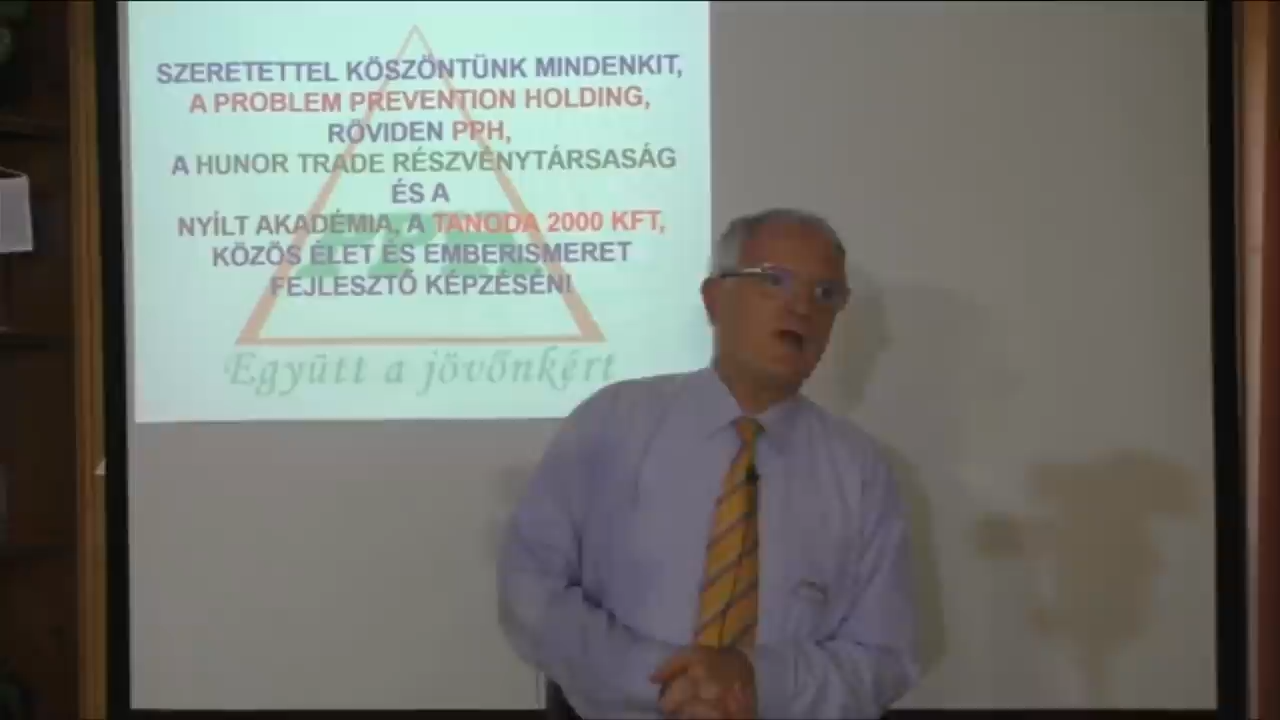 SZERETETTEL KÖSZÖNTÜNK MINDENKIT,
A PROBLEM PREVENTION HOLDING,
RÖVIDEN PPH,
A HUNOR TRADE RÉSZVÉNYTÁRSASÁG
ÉS A
NYÍLT AKADÉMIA, A TANODA 2000 KFT,
KÖZÖS ÉLET ÉS EMBERISMERET
FEJLESZTŐ KÉPZÉSÉN!
Együtt a jövőnkért